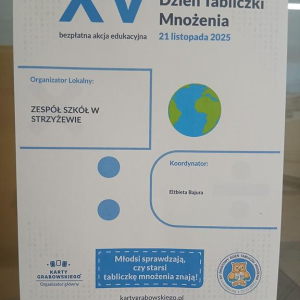 XV
Dzień Tabliczki
Mnożenia
bezpłatna akcja edukacyjna
21 listopada 2025
Organizator Lokalny:
ZESPÓŁ SZKÓŁ W
STRZYŻEWIE
Koordynator:
Elżbieta Bajura
KARTY
GRABOWSKIEGO
Organizator główny
Młodsi sprawdzają,
czy starsi
tabliczkę mnożenia znają!
kartygrabowskiego.pl